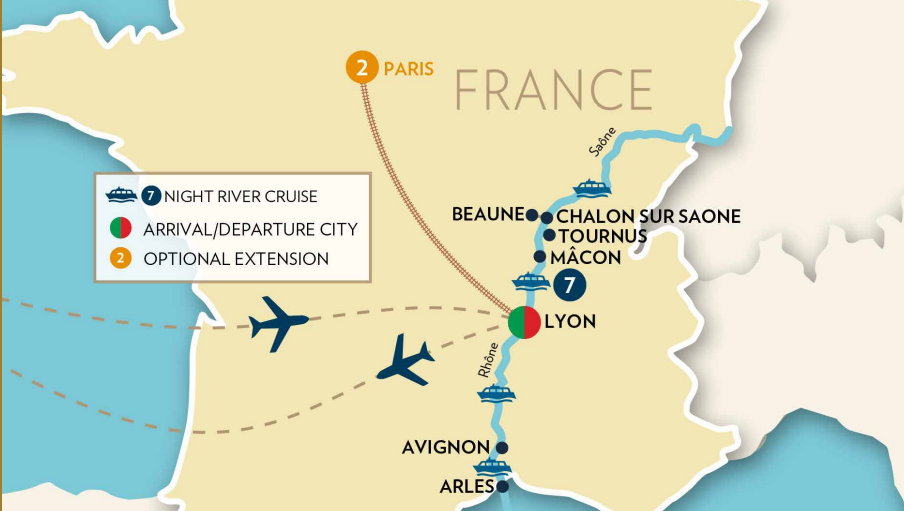 2 PARIS
FRANCE
Saône
7 NIGHT RIVER CRUISE
ARRIVAL/DEPARTURE CITY
2 OPTIONAL EXTENSION
BEAUNE
CHALON SUR SAONE
TOURNUS
MÂCON
7
LYON
Rhône
AVIGNON
ARLES